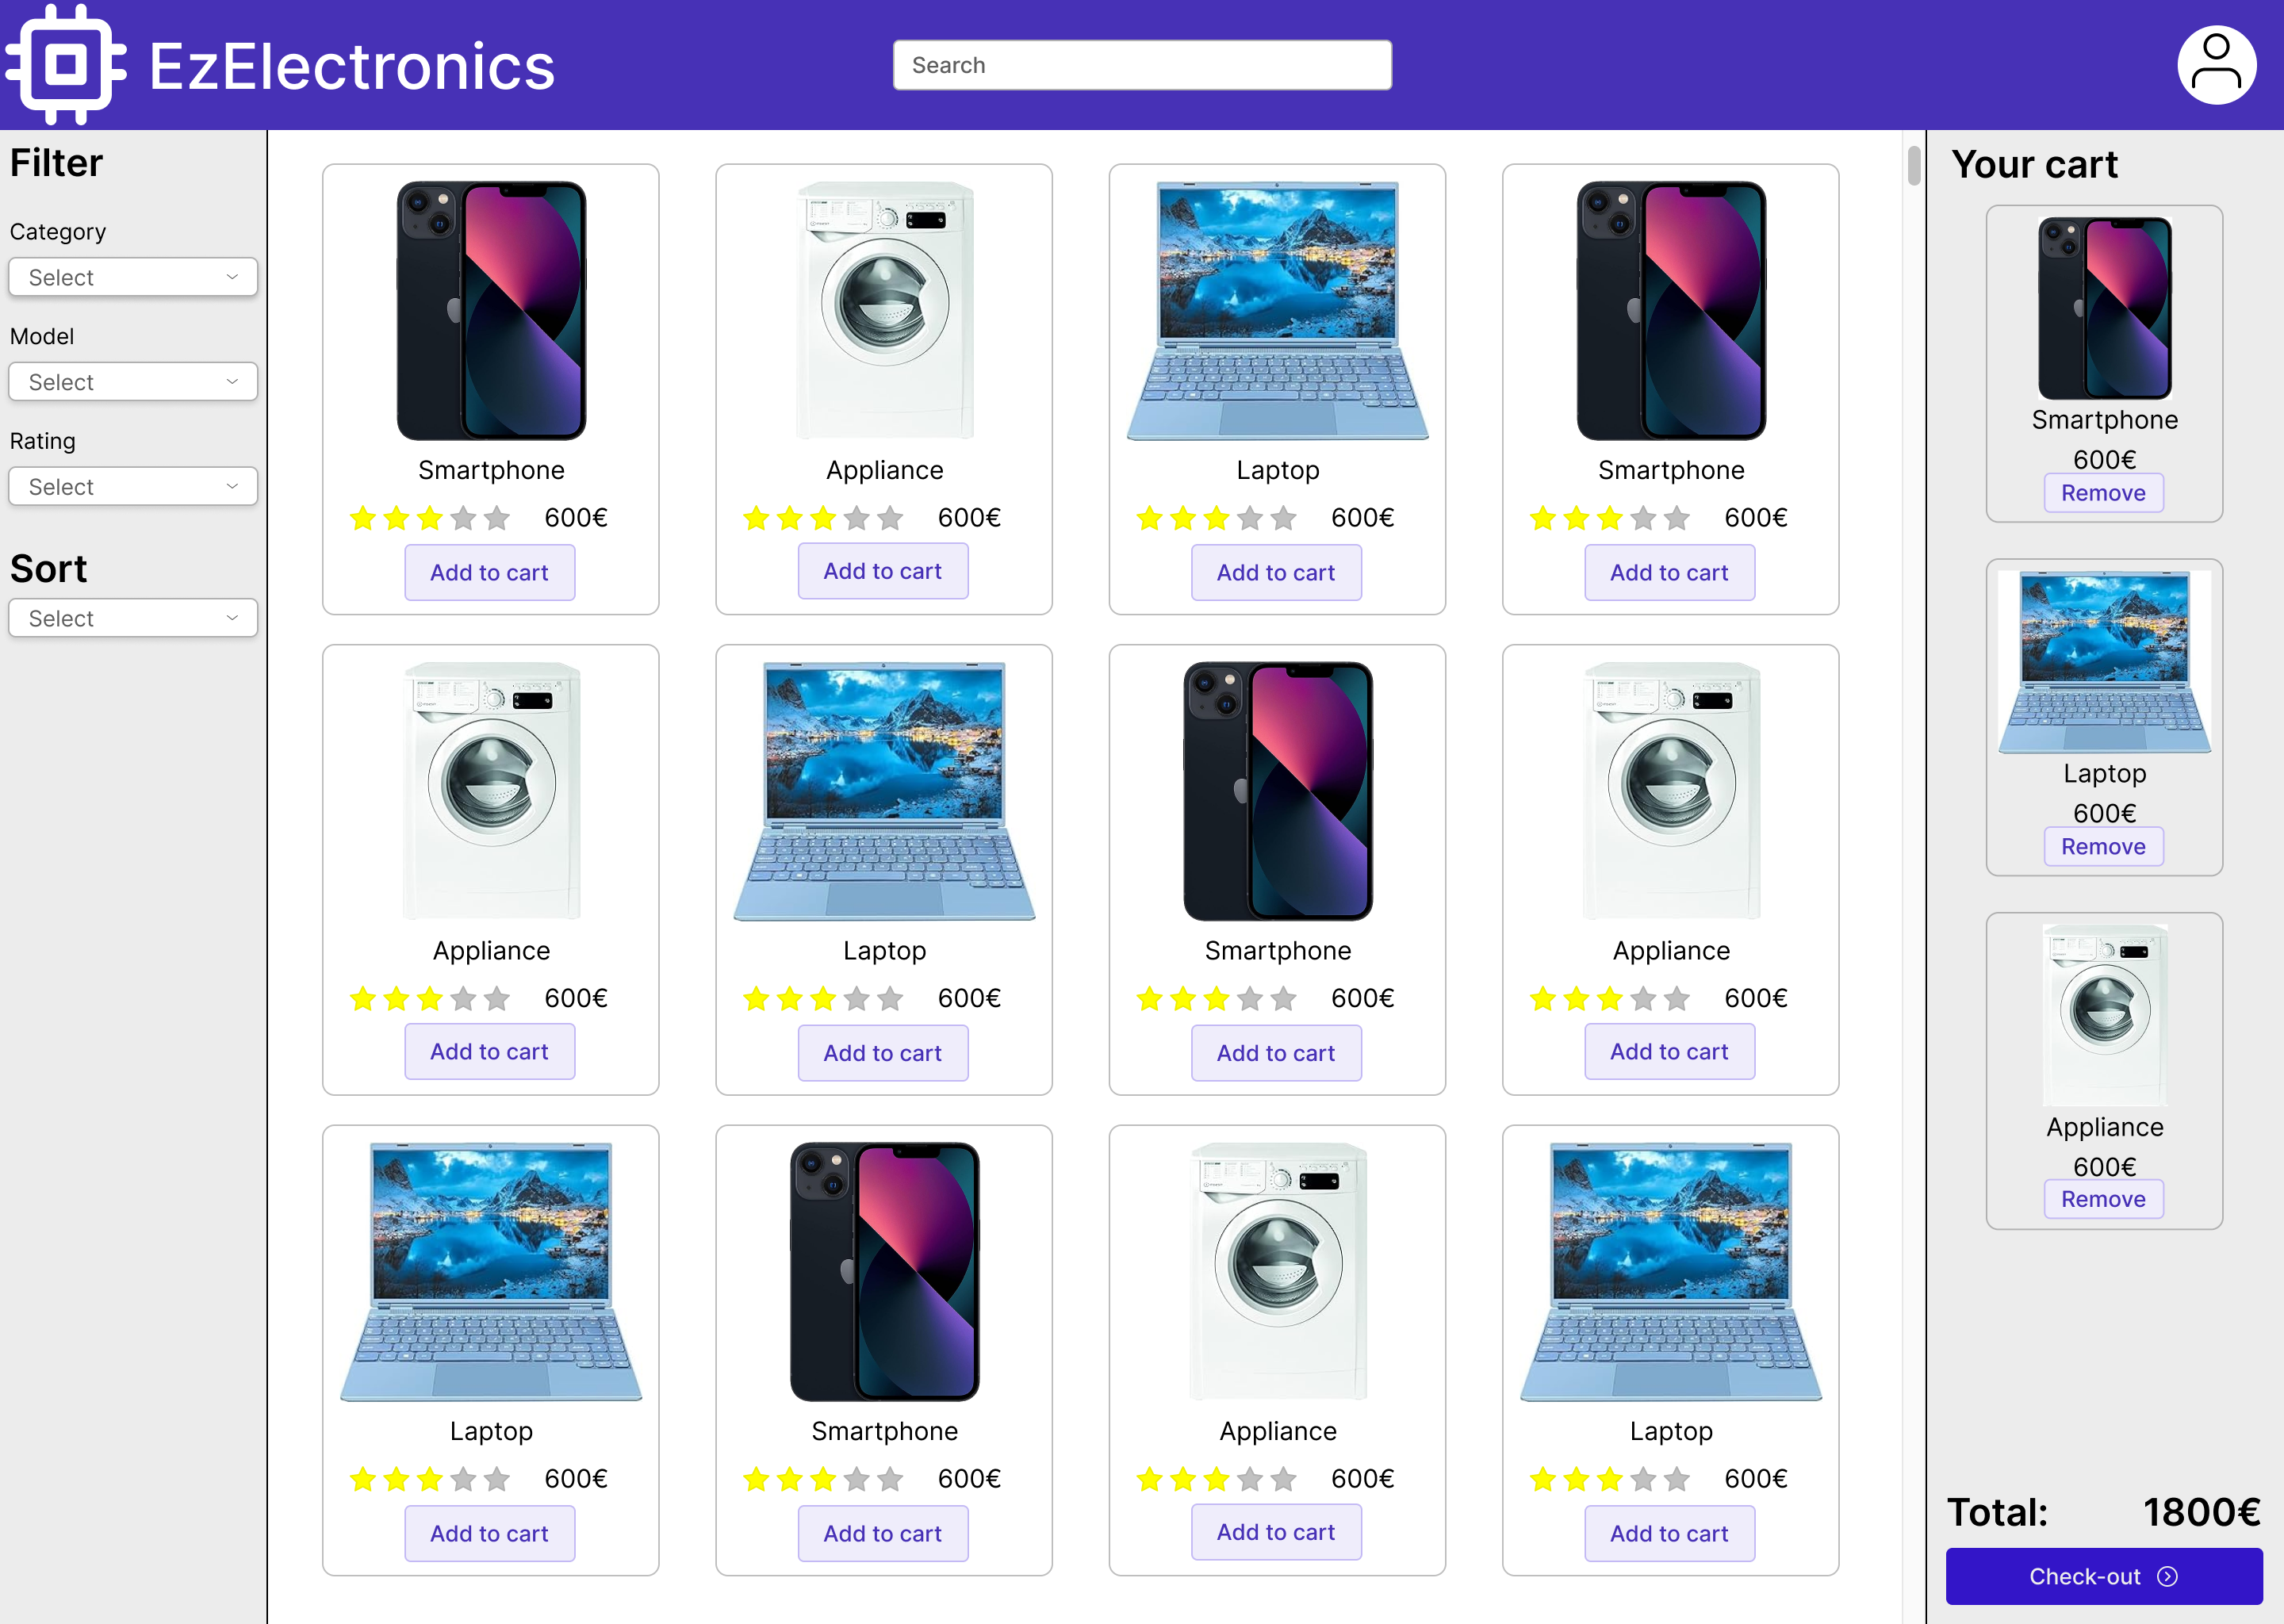 EzElectronics
Search
Filter
Category
Select
Model
Select
Rating
Select
Sort
Select
Smartphone
600€
Add to cart
Appliance
600€
Add to cart
Laptop
600€
Add to cart
Smartphone
600€
Add to cart
Appliance
600€
Add to cart
Laptop
600€
Add to cart
Smartphone
600€
Add to cart
Appliance
600€
Add to cart
Laptop
600€
Add to cart
Smartphone
600€
Add to cart
Appliance
600€
Add to cart
Laptop
600€
Add to cart
Your cart
Smartphone
600€
Remove
Laptop
600€
Remove
Appliance
600€
Remove
Total: 1800€
Check-out